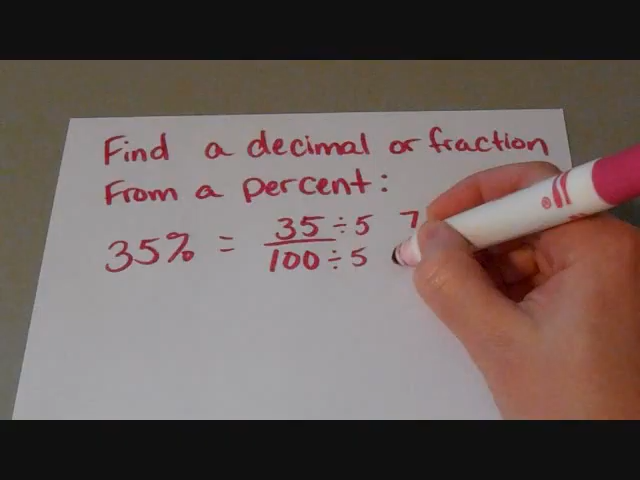 Find a decimal or fraction
From a percent:
35% = 35 ÷5 7
100 ÷5